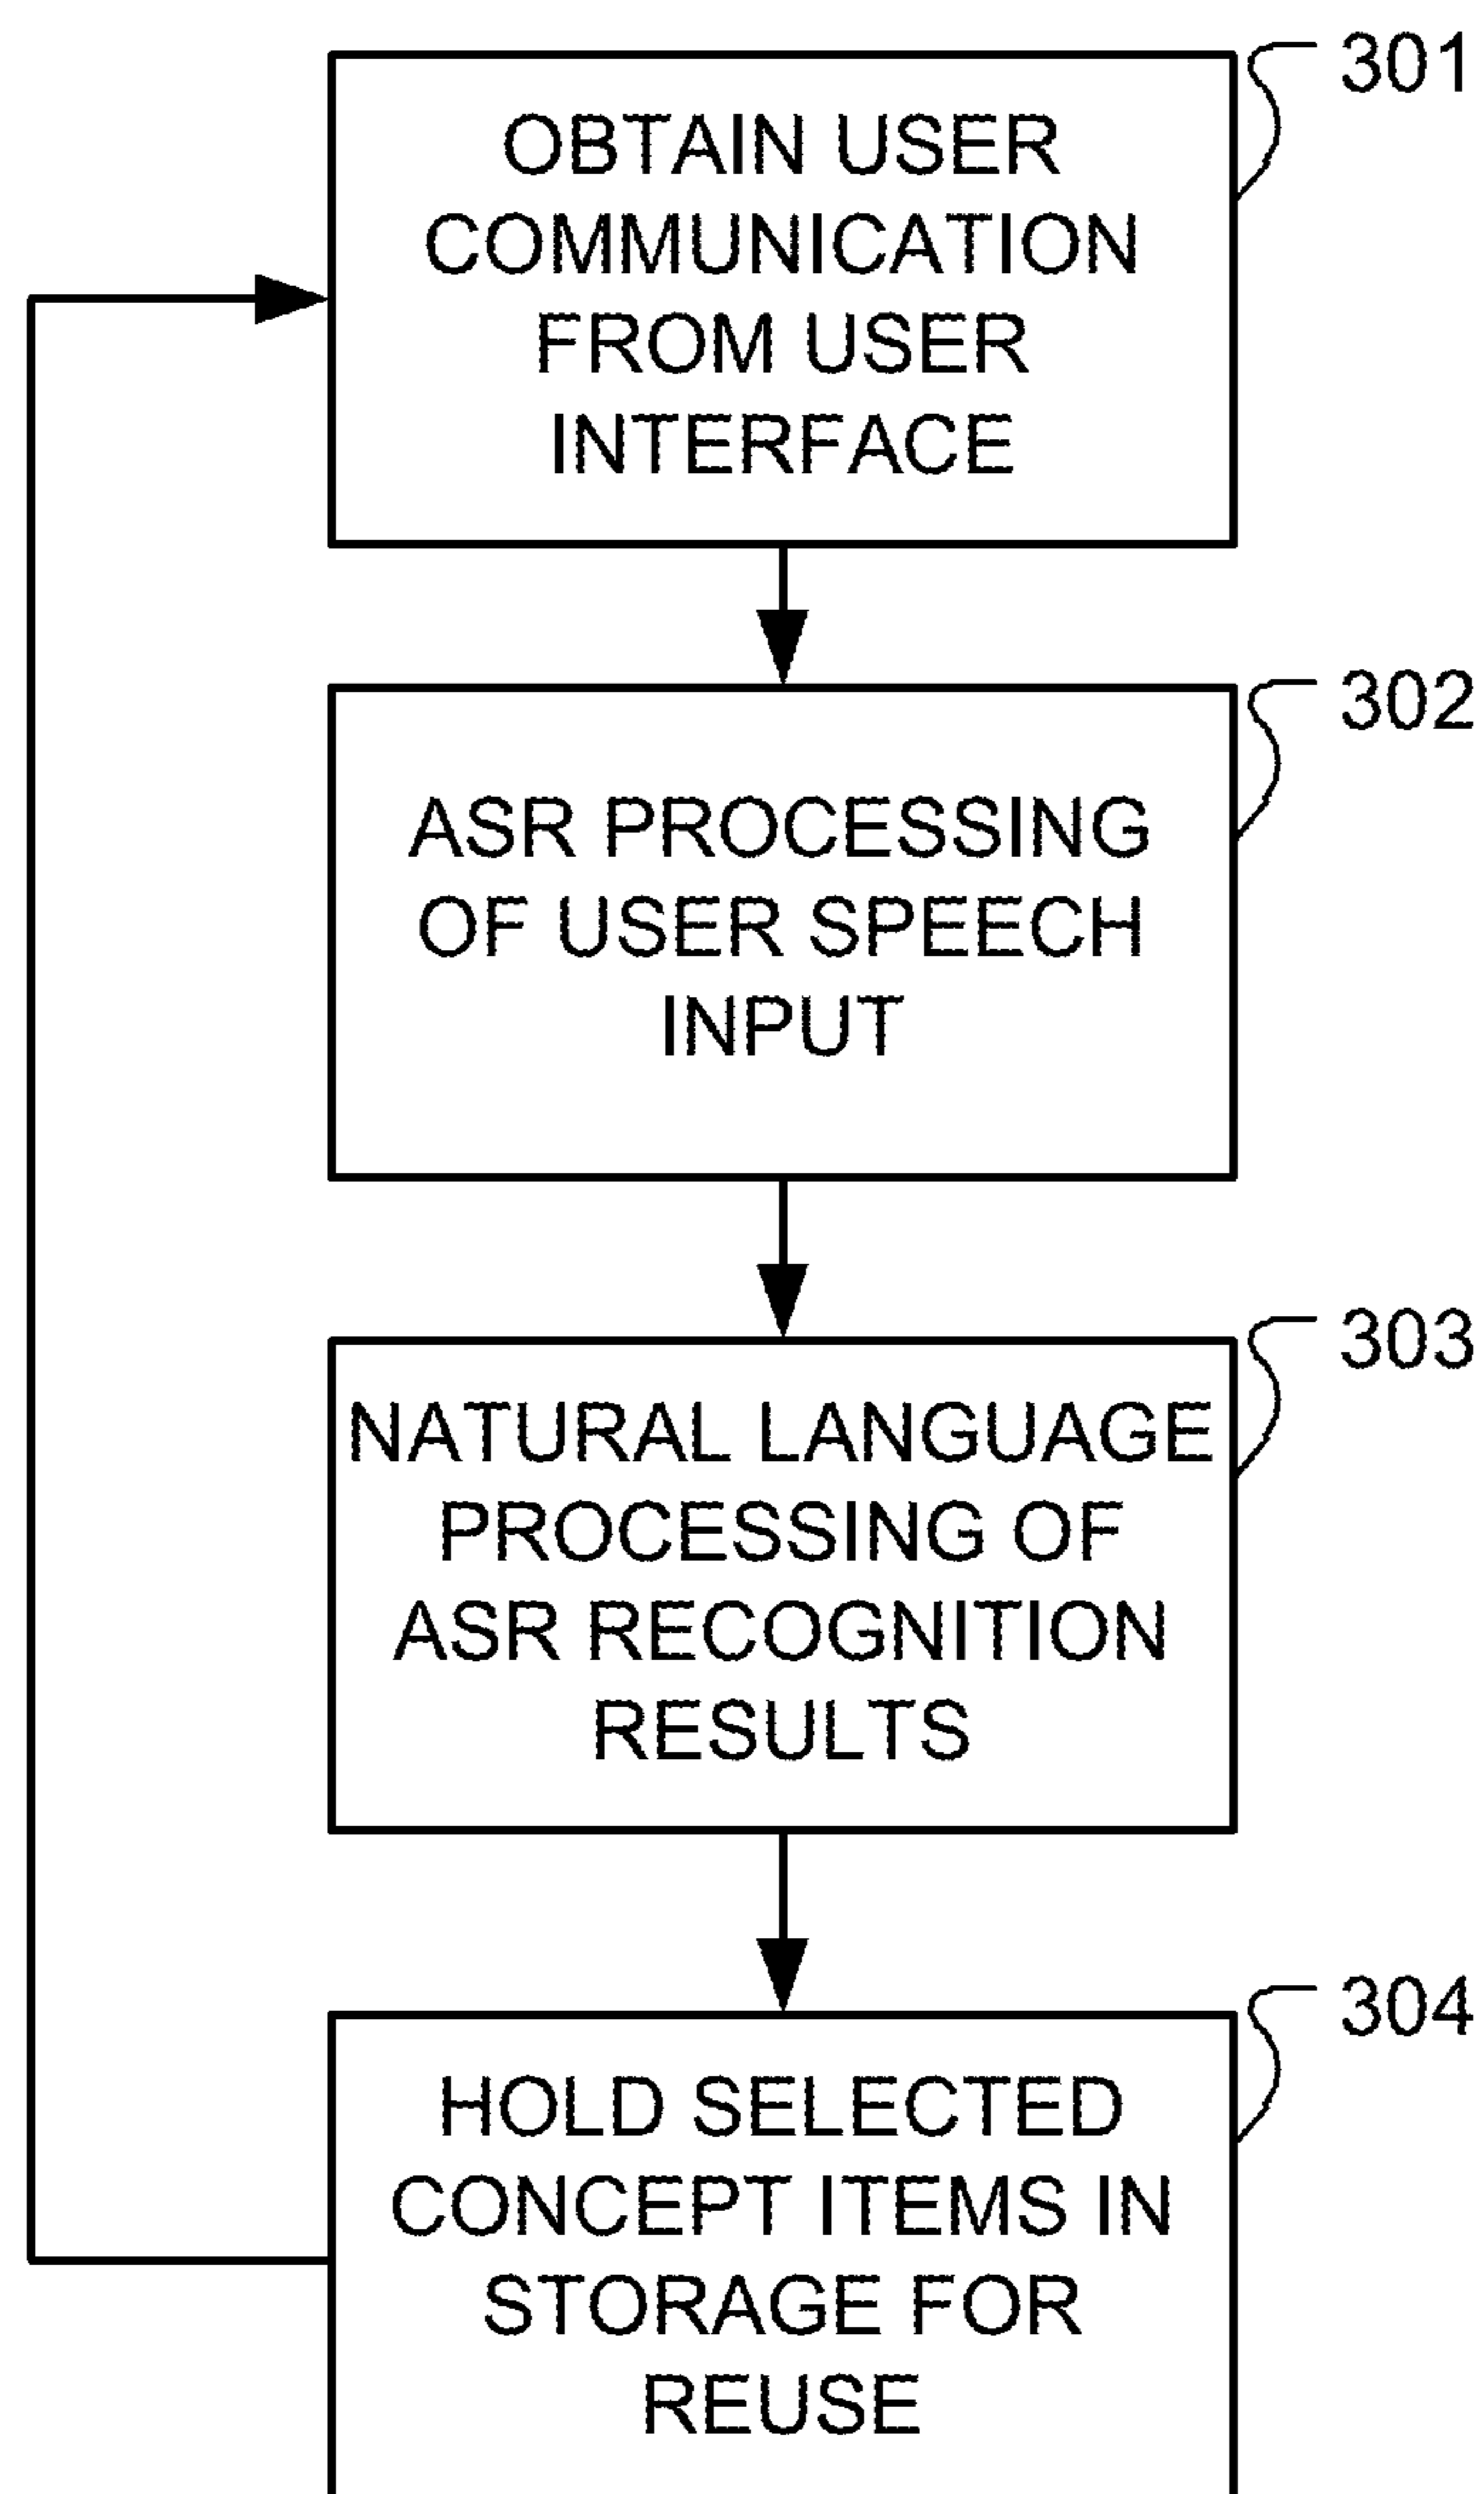 301
OBTAIN USER
COMMUNICATION
FROM USER
INTERFACE
302
ASR PROCESSING
OF USER SPEECH
INPUT
303
NATURAL LANGUAGE
PROCESSING OF
ASR RECOGNITION
RESULTS
304
HOLD SELECTED
CONCEPT ITEMS IN
STORAGE FOR
REUSE